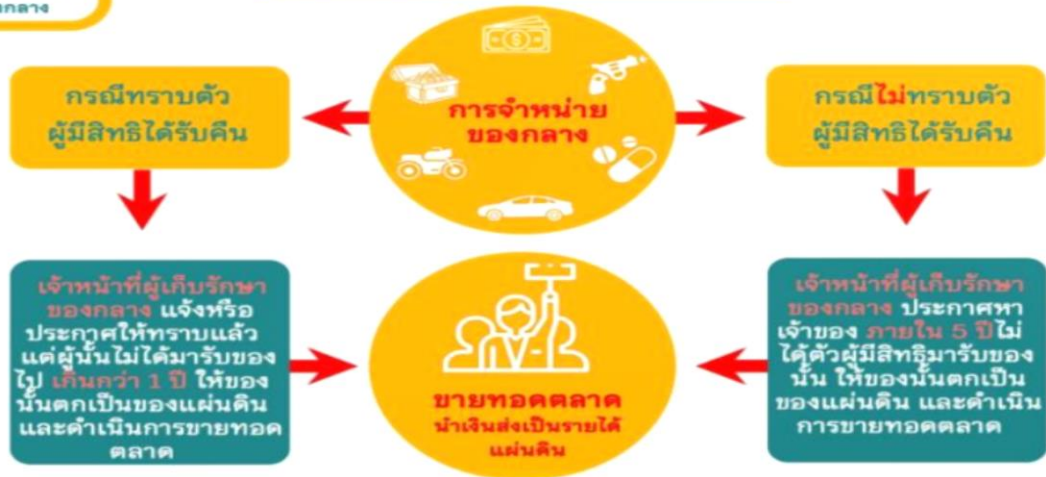 กรณีทราบตัว
ผู้มีสิทธิได้รับคืน
การจำหน่าย
ของกลาง
กรณีไม่ทราบตัว
ผู้มีสิทธิได้รับคืน
เจ้าหน้าที่ผู้เก็บรักษา
ของกลาง แจ้งหรือ
ประกาศให้ทราบแล้ว
แต่ผู้นั้นไม่ได้มารับของ
ไป เกินกว่า 1 ปี ให้ของ
นั้นตกเป็นของแผ่นดิน
และดำเนินการขายทอด
ตลาด
ขายทอดตลาด
นำเงินส่งเป็นรายได้
แผ่นดิน
เจ้าหน้าที่ผู้เก็บรักษา
ของกลาง ประกาศหา
เจ้าของ ภายใน 5 ปีไม่
ได้ตัวผู้มีสิทธิมารับของ
นั้น ให้ของนั้นตกเป็น
ของแผ่นดิน และดำเนิน
การขายทอดตลาด